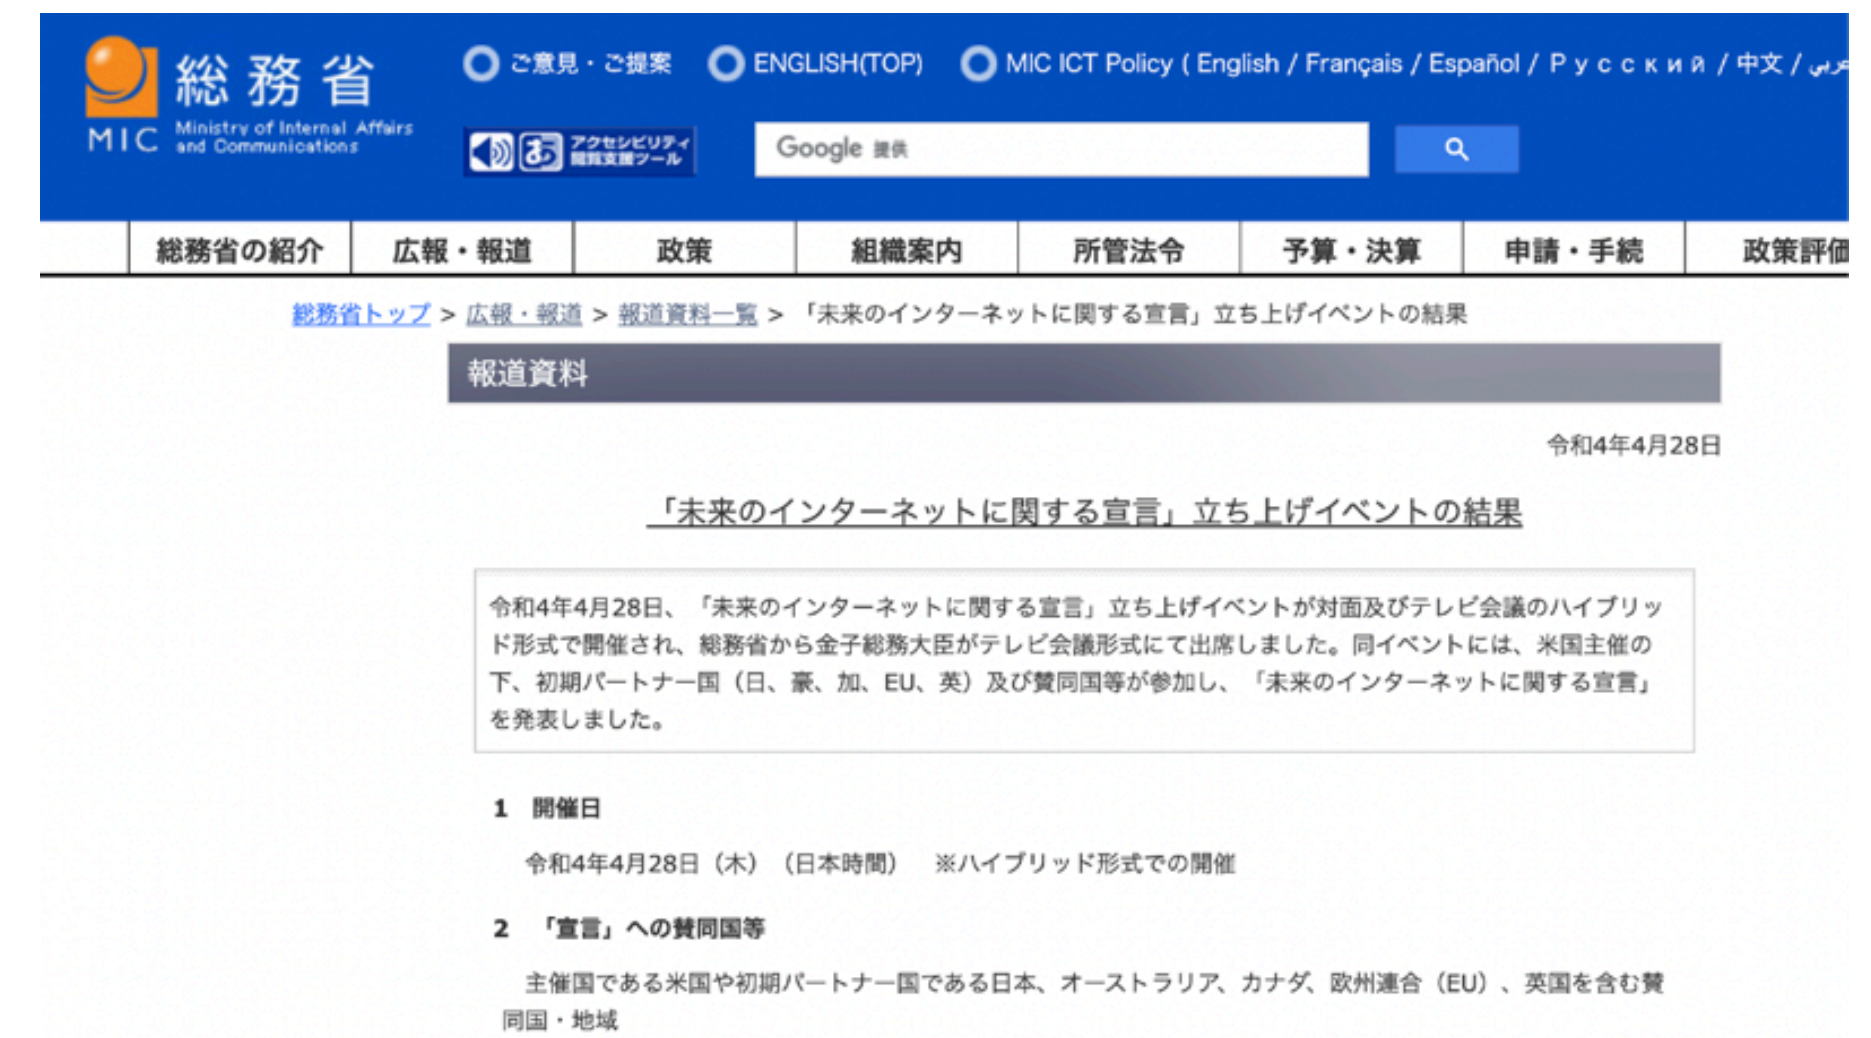 総務省
MIC Ministry of Internal Affairs and Communications
ご意見・ご提案
ENGLISH(TOP)
MIC ICT Policy ( English / Français / Español / Русский / 中文 / عربي
アクセシビリティ
閲覧支援ツール
Google 提供
総務省の紹介
広報・報道
政策
組織案内
所管法令
予算・決算
申請・手続
政策評価
総務省トップ > 広報・報道 > 報道資料一覧 > 「未来のインターネットに関する宣言」立ち上げイベントの結果
報道資料
令和4年4月28日
「未来のインターネットに関する宣言」立ち上げイベントの結果
令和4年4月28日、「未来のインターネットに関する宣言」立ち上げイベントが対面及びテレビ会議のハイブリッ
ド形式で開催され、総務省から金子総務大臣がテレビ会議形式にて出席しました。同イベントには、米国主催の
下、初期パートナー国（日、豪、加、EU、英）及び賛同国等が参加し、「未来のインターネットに関する宣言」
を発表しました。
1 開催日
令和4年4月28日（木）（日本時間） ※ハイブリッド形式での開催
2 「宣言」への賛同国等
主催国である米国や初期パートナー国である日本、オーストラリア、カナダ、欧州連合（EU）、英国を含む賛
同国・地域